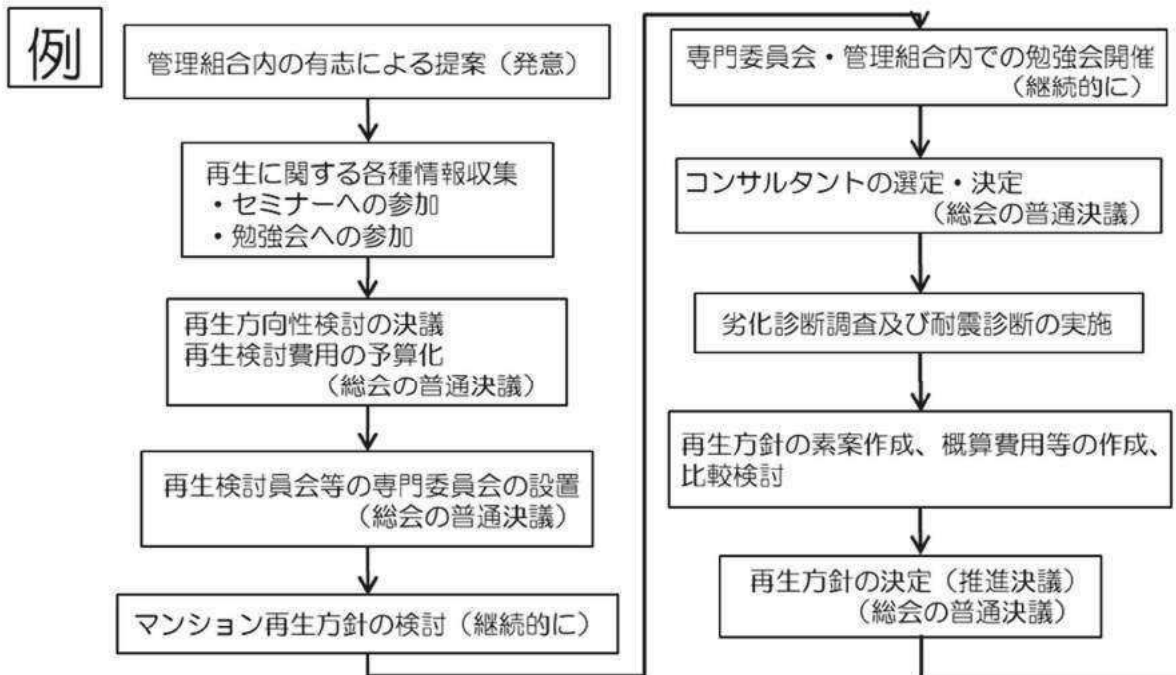 例
管理組合内の有志による提案（発意）
再生に関する各種情報収集
・セミナーへの参加
・勉強会への参加
再生方向性検討の決議
再生検討費用の予算化
（総会の普通決議）
再生検討員会等の専門委員会の設置
（総会の普通決議）
マンション再生方針の検討（継続的に）
専門委員会・管理組合内での勉強会開催
（継続的に）
コンサルタントの選定・決定
（総会の普通決議）
劣化診断調査及び耐震診断の実施
再生方針の素案作成、概算費用等の作成、
比較検討
再生方針の決定（推進決議）
（総会の普通決議）